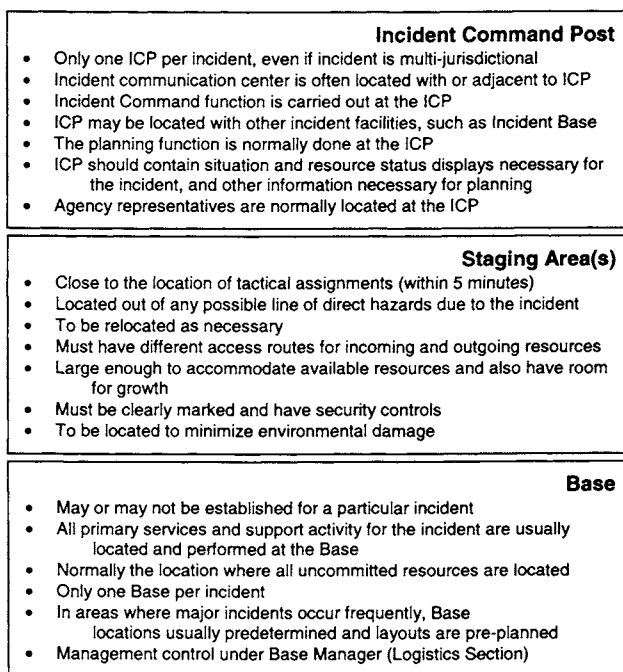 Incident Command Post
• Only one ICP per incident, even if incident is multi-jurisdictional
• Incident communication center is often located with or adjacent to ICP
• Incident Command function is carried out at the ICP
• ICP may be located with other incident facilities, such as Incident Base
• The planning function is normally done at the ICP
• ICP should contain situation and resource status displays necessary for
the incident, and other information necessary for planning
• Agency representatives are normally located at the ICP
Staging Area(s)
• Close to the location of tactical assignments (within 5 minutes)
• Located out of any possible line of direct hazards due to the incident
• To be relocated as necessary
• Must have different access routes for incoming and outgoing resources
• Large enough to accommodate available resources and also have room
for growth
• Must be clearly marked and have security controls
• To be located to minimize environmental damage
Base
• May or may not be established for a particular incident
• All primary services and support activity for the incident are usually
located and performed at the Base
• Normally the location where all uncommitted resources are located
• Only one Base per incident
• In areas where major incidents occur frequently, Base
locations usually predetermined and layouts are pre-planned
• Management control under Base Manager (Logistics Section)